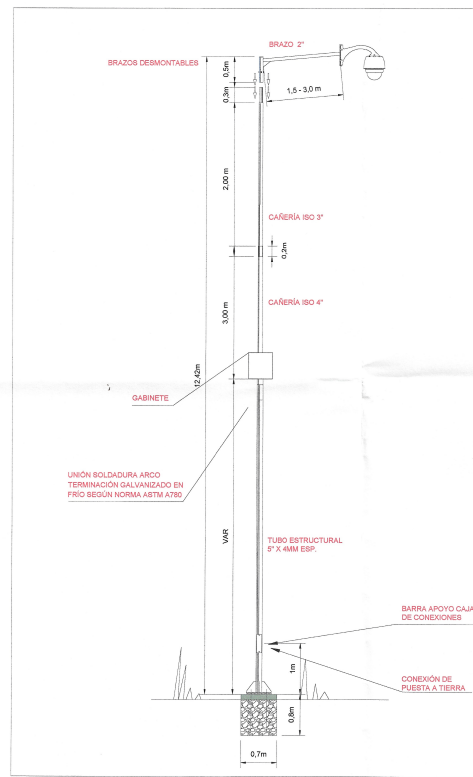 BRAZO 2"
BRAZOS DESMONTABLES
0,5m
0,3m
1,5 - 3,0 m
2,00 m
CAÑERÍA ISO 3"
0,2m
CAÑERÍA ISO 4"
3,00 m
12,42m
GABINETE
UNIÓN SOLDADURA ARCO
TERMINACIÓN GALVANIZADO EN
FRÍO SEGÚN NORMA ASTM A780
VAR
TUBO ESTRUCTURAL
5" X 4MM ESP.
BARRA APOYO CAJA
DE CONEXIONES
1m
CONEXIÓN DE
PUESTA A TIERRA
0,8m
0,7m